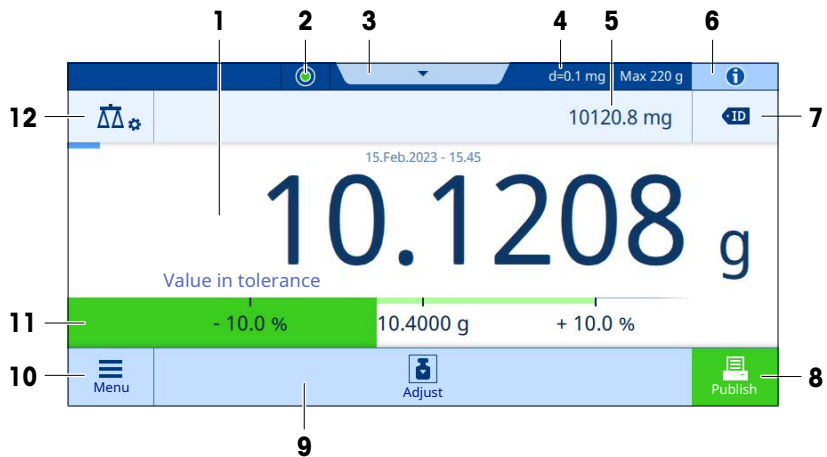 1 2 3 4 5 6
d=0.1 mg Max 220 g
12 10120.8 mg ID 7
15.Feb.2023 - 15.45
10.1208 g
Value in tolerance
11 - 10.0 % 10.4000 g + 10.0 %
10 Menu Adjust Publish 8
9